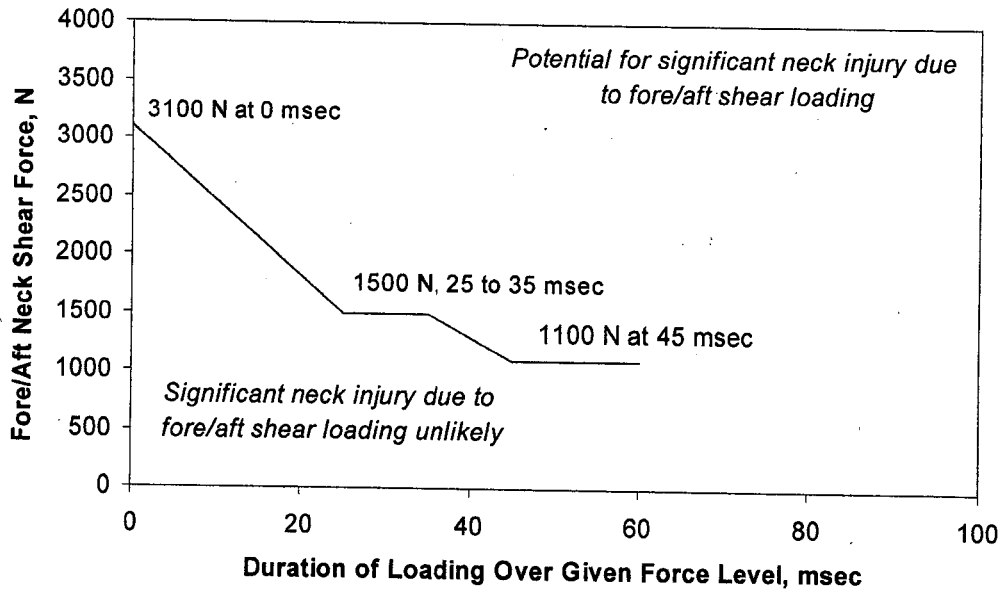 4000
3500
3000
2500
2000
1500
1000
500
0
Fore/Aft Neck Shear Force, N
Potential for significant neck injury due
to fore/aft shear loading
3100 N at 0 msec
1500 N, 25 to 35 msec
1100 N at 45 msec
Significant neck injury due to
fore/aft shear loading unlikely
0 20 40 60 80 100
Duration of Loading Over Given Force Level, msec